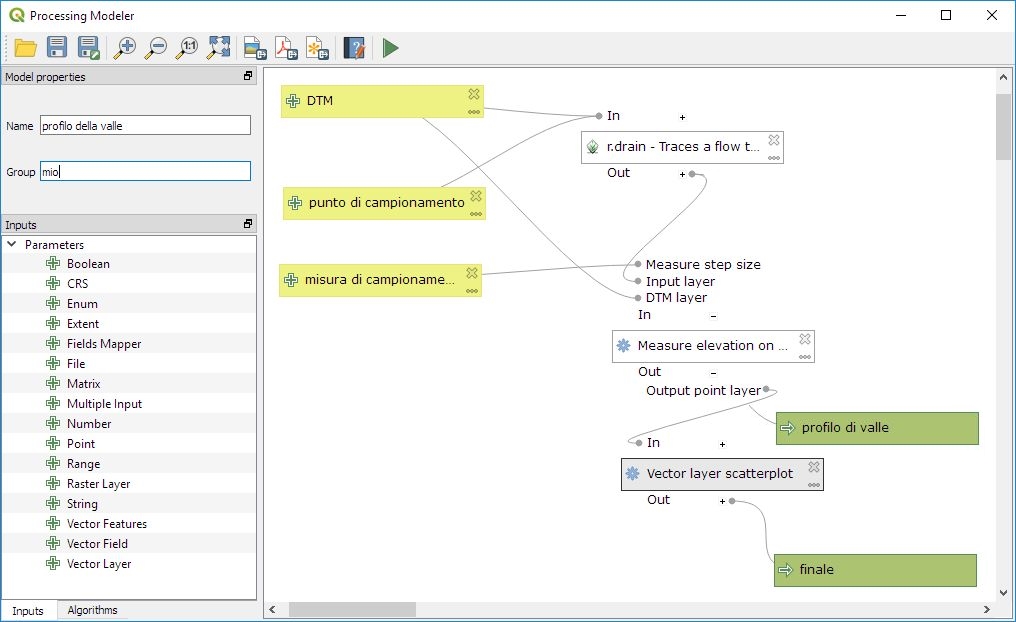 Processing Modeler
1:1
Model properties
Name profilo della valle
Group mio
Inputs
Parameters
Boolean
CRS
Enum
Extent
Fields Mapper
File
Matrix
Multiple Input
Number
Point
Range
Raster Layer
String
Vector Features
Vector Field
Vector Layer
Inputs Algorithms
DTM
punto di campionamento
misura di campioname...
In +
r.drain - Traces a flow t...
Out +
Measure step size
Input layer
DTM layer
In -
Measure elevation on ...
Out -
Output point layer
profilo di valle
In +
Vector layer scatterplot
Out +
finale